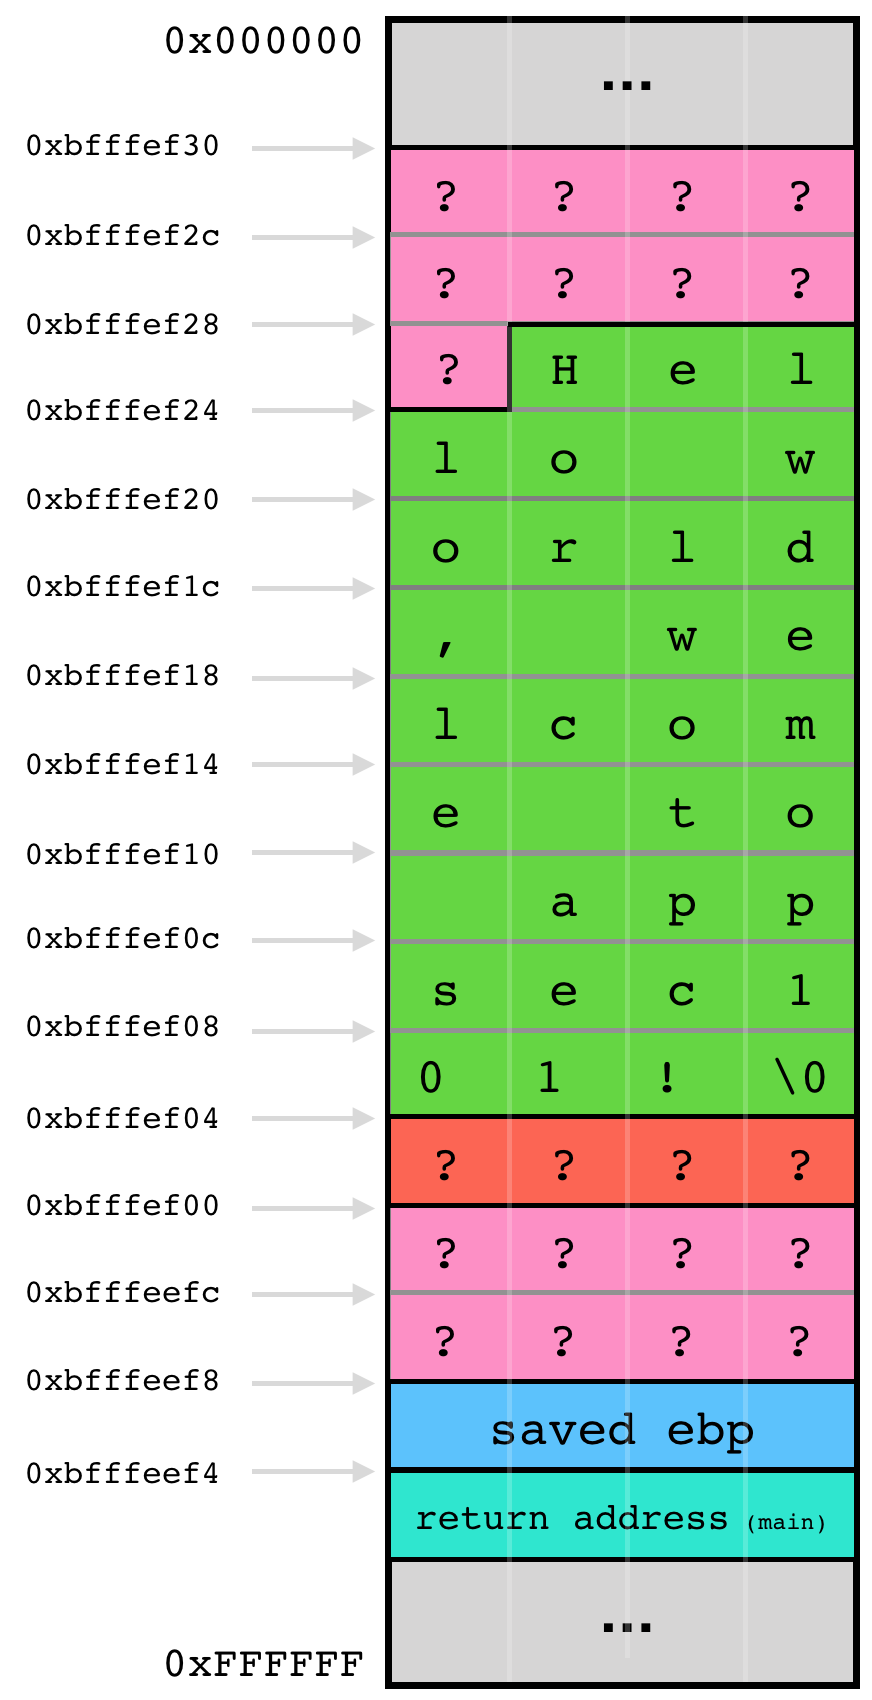 0x000000
...
0xbfffef30
? ? ? ?
0xbfffef2c
? ? ? ?
0xbfffef28
? H e l
0xbfffef24
l o w
0xbfffef20
o r l d
0xbfffef1c
, w e
0xbfffef18
l c o m
0xbfffef14
e t o
0xbfffef10
a p p
0xbfffef0c
s e c 1
0xbfffef08
0 1 ! \0
0xbfffef04
? ? ? ?
0xbfffef00
? ? ? ?
0xbfffeefc
? ? ? ?
0xbfffeef8
saved ebp
0xbfffeef4
return address (main)
...
0xFFFFFF